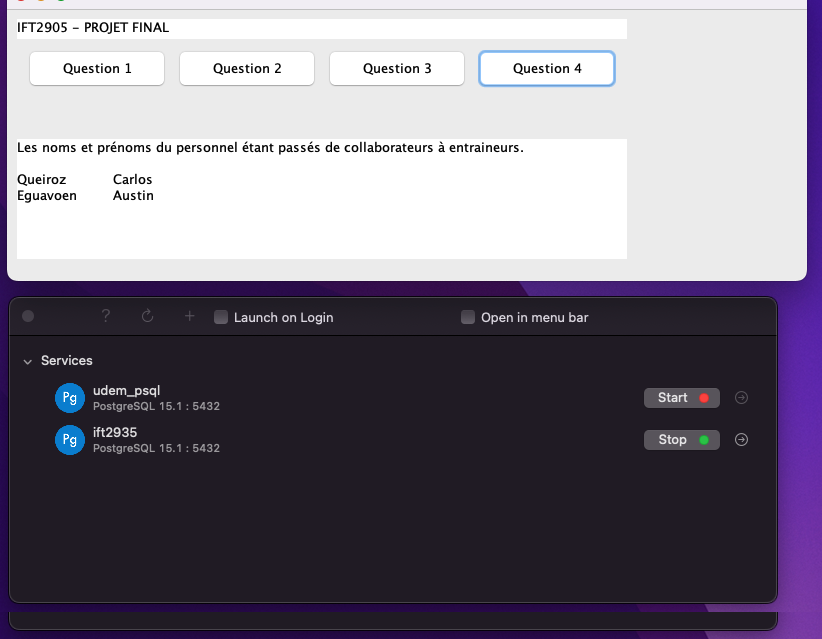 IFT2905 – PROJET FINAL
Question 1 Question 2 Question 3 Question 4
Les noms et prénoms du personnel étant passés de collaborateurs à entraineurs.
Queiroz Carlos
Eguavoen Austin
? + Launch on Login Open in menu bar
Services
Pg udem_psql Start
PostgreSQL 15.1 : 5432
Pg ift2935 Stop
PostgreSQL 15.1 : 5432